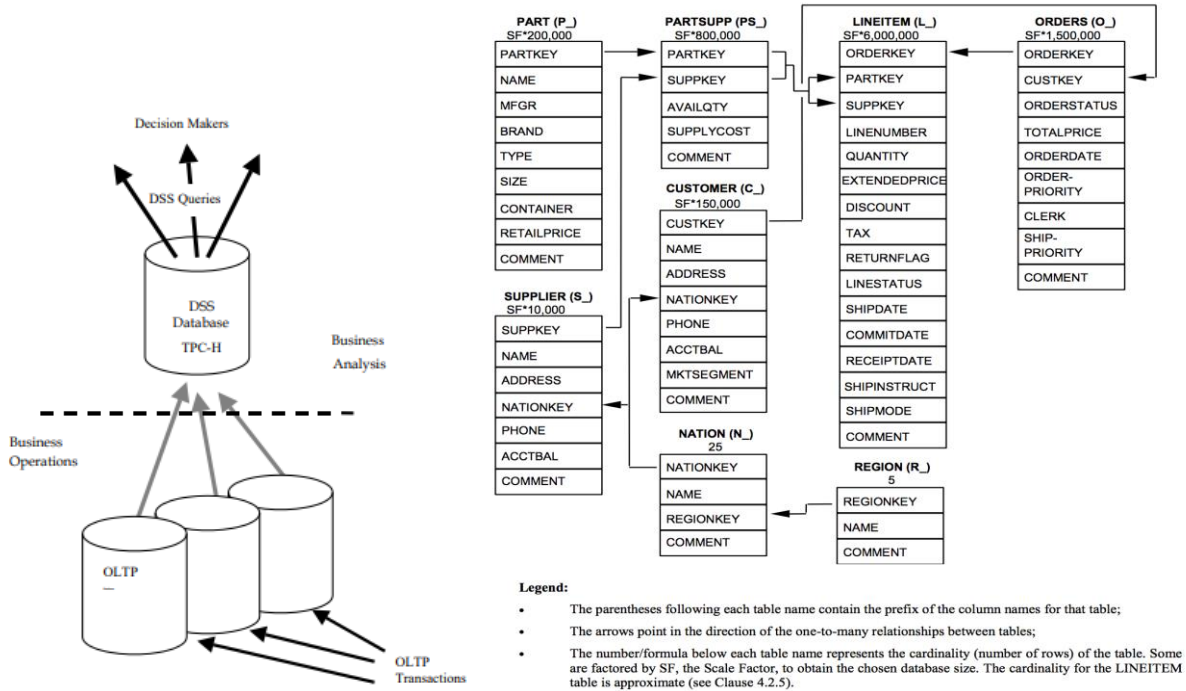 Decision Makers
DSS Queries
DSS
Database
TPC-H
Business
Analysis
Business
Operations
OLTP
OLTP
Transactions
PART (P_)
SF*200,000
PARTKEY
NAME
MFGR
BRAND
TYPE
SIZE
CONTAINER
RETAILPRICE
COMMENT
SUPPLIER (S_)
SF*10,000
SUPPKEY
NAME
ADDRESS
NATIONKEY
PHONE
ACCTBAL
COMMENT
PARTSUPP (PS_)
SF*800,000
PARTKEY
SUPPKEY
AVAILQTY
SUPPLYCOST
COMMENT
CUSTOMER (C_)
SF*150,000
CUSTKEY
NAME
ADDRESS
NATIONKEY
PHONE
ACCTBAL
MKTSEGMENT
COMMENT
NATION (N_)
25
NATIONKEY
NAME
REGIONKEY
COMMENT
LINEITEM (L_)
SF*6,000,000
ORDERKEY
PARTKEY
SUPPKEY
LINENUMBER
QUANTITY
EXTENDEDPRICE
DISCOUNT
TAX
RETURNFLAG
LINESTATUS
SHIPDATE
COMMITDATE
RECEIPTDATE
SHIPINSTRUCT
SHIPMODE
COMMENT
REGION (R_)
5
REGIONKEY
NAME
COMMENT
ORDERS (O_)
SF*1,500,000
ORDERKEY
CUSTKEY
ORDERSTATUS
TOTALPRICE
ORDERDATE
ORDER-
PRIORITY
CLERK
SHIP-
PRIORITY
COMMENT
Legend:
• The parentheses following each table name contain the prefix of the column names for that table;
• The arrows point in the direction of the one-to-many relationships between tables;
• The number/formula below each table name represents the cardinality (number of rows) of the table. Some
are factored by SF, the Scale Factor, to obtain the chosen database size. The cardinality for the LINEITEM
table is approximate (see Clause 4.2.5).